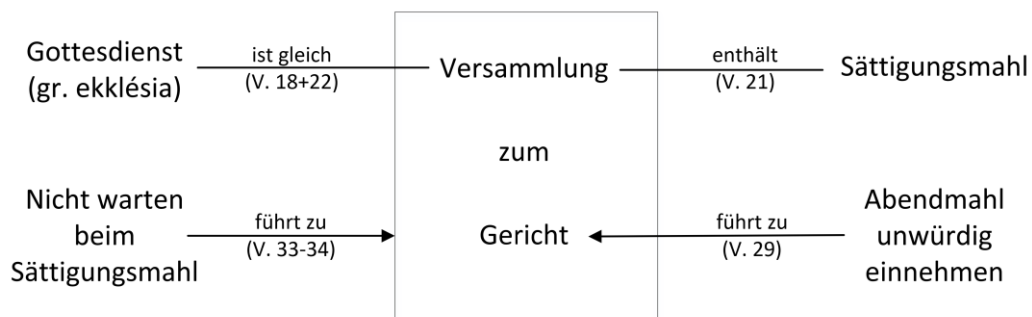 Gottesdienst
(gr. ekklésia)
ist gleich
(V. 18+22)
Versammlung
enthält
(V. 21)
Sättigungsmahl
zum
Nicht warten
beim
Sättigungsmahl
führt zu
(V. 33-34)
Gericht
führt zu
(V. 29)
Abendmahl
unwürdig
einnehmen